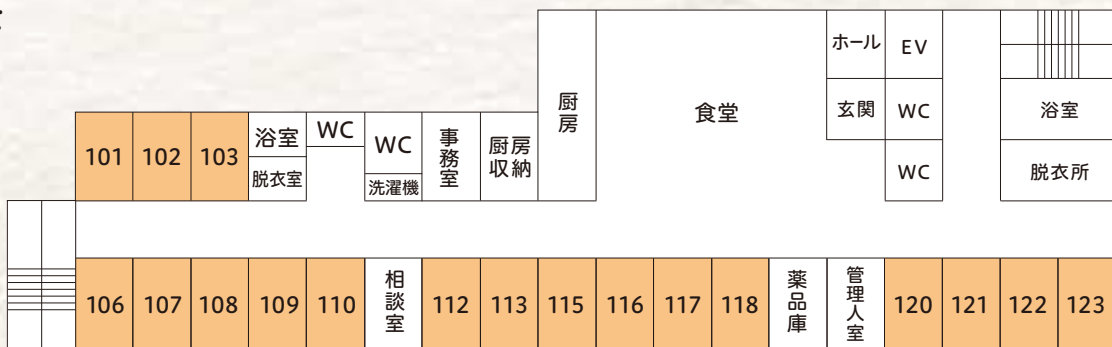 ホール
EV
厨房
食堂
玄関
WC
浴室
101
102
103
浴室
WC
WC
事務室
厨房収納
脱衣室
洗濯機
WC
脱衣所
106
107
108
109
110
相談室
112
113
115
116
117
118
薬品庫
管理人室
120
121
122
123